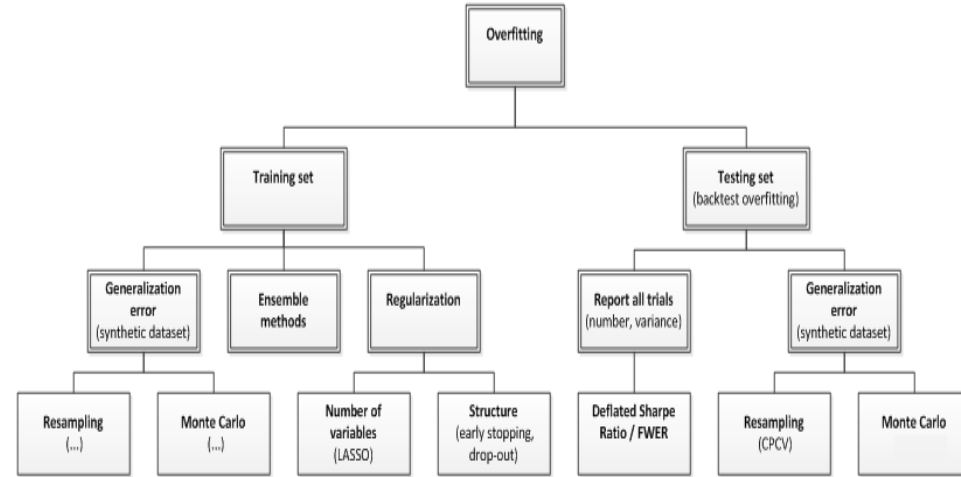 Overfitting
Training set
Testing set
(backtest overfitting)
Generalization
error
(synthetic dataset)
Ensemble
methods
Regularization
Report all trials
(number, variance)
Generalization
error
(synthetic dataset)
Resampling
(...)
Monte Carlo
(...)
Number of
variables
(LASSO)
Structure
(early stopping,
drop-out)
Deflated Sharpe
Ratio / FWER
Resampling
(CPCV)
Monte Carlo